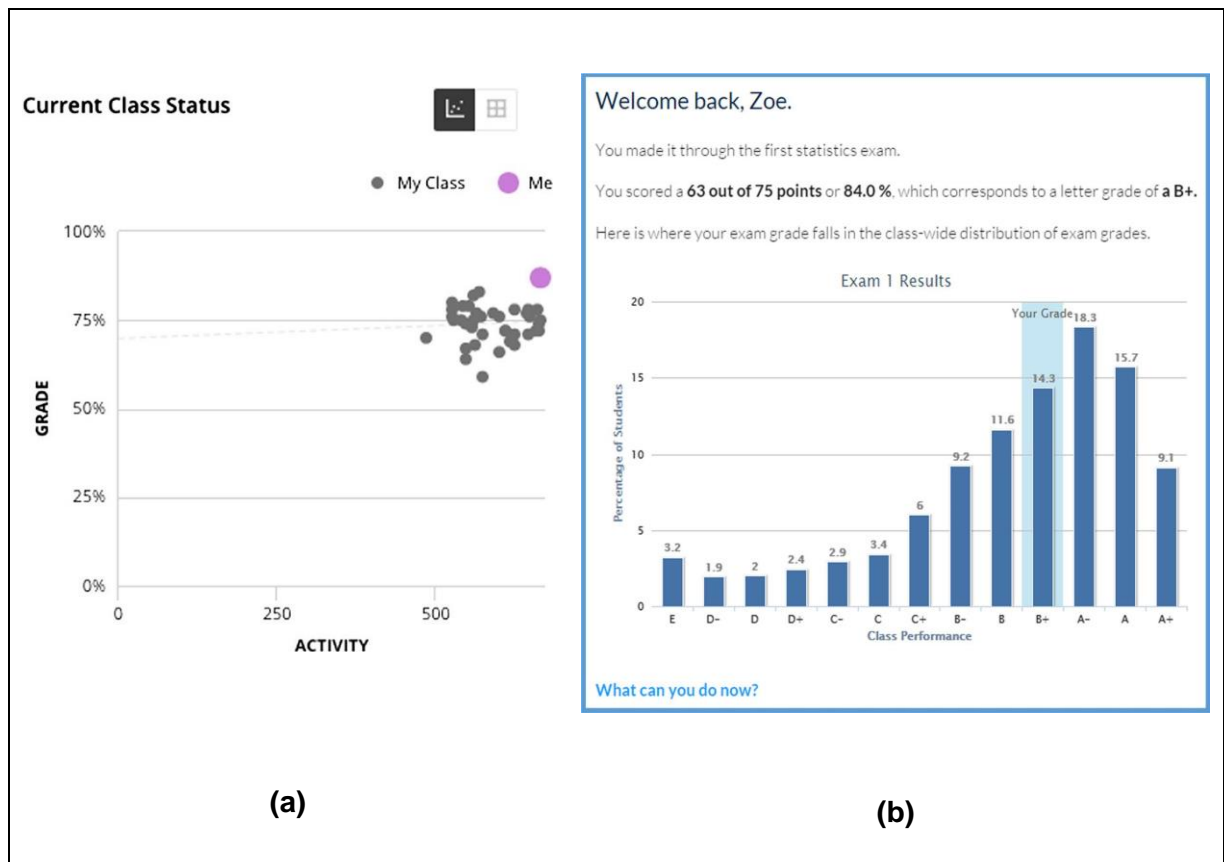 Current Class Status
My Class
Me
100%
75%
50%
25%
0%
GRADE
0
250
500
ACTIVITY
(a)
Welcome back, Zoe.
You made it through the first statistics exam.
You scored a 63 out of 75 points or 84.0 %, which corresponds to a letter grade of a B+.
Here is where your exam grade falls in the class-wide distribution of exam grades.
Exam 1 Results
20
15
10
5
0
Percentage of Students
Your Grade
3.2
1.9
2
2.4
2.9
3.4
6
9.2
11.6
14.3
18.3
15.7
9.1
E D- D D+ C- C C+ B- B B+ A- A A+
Class Performance
What can you do now?
(b)